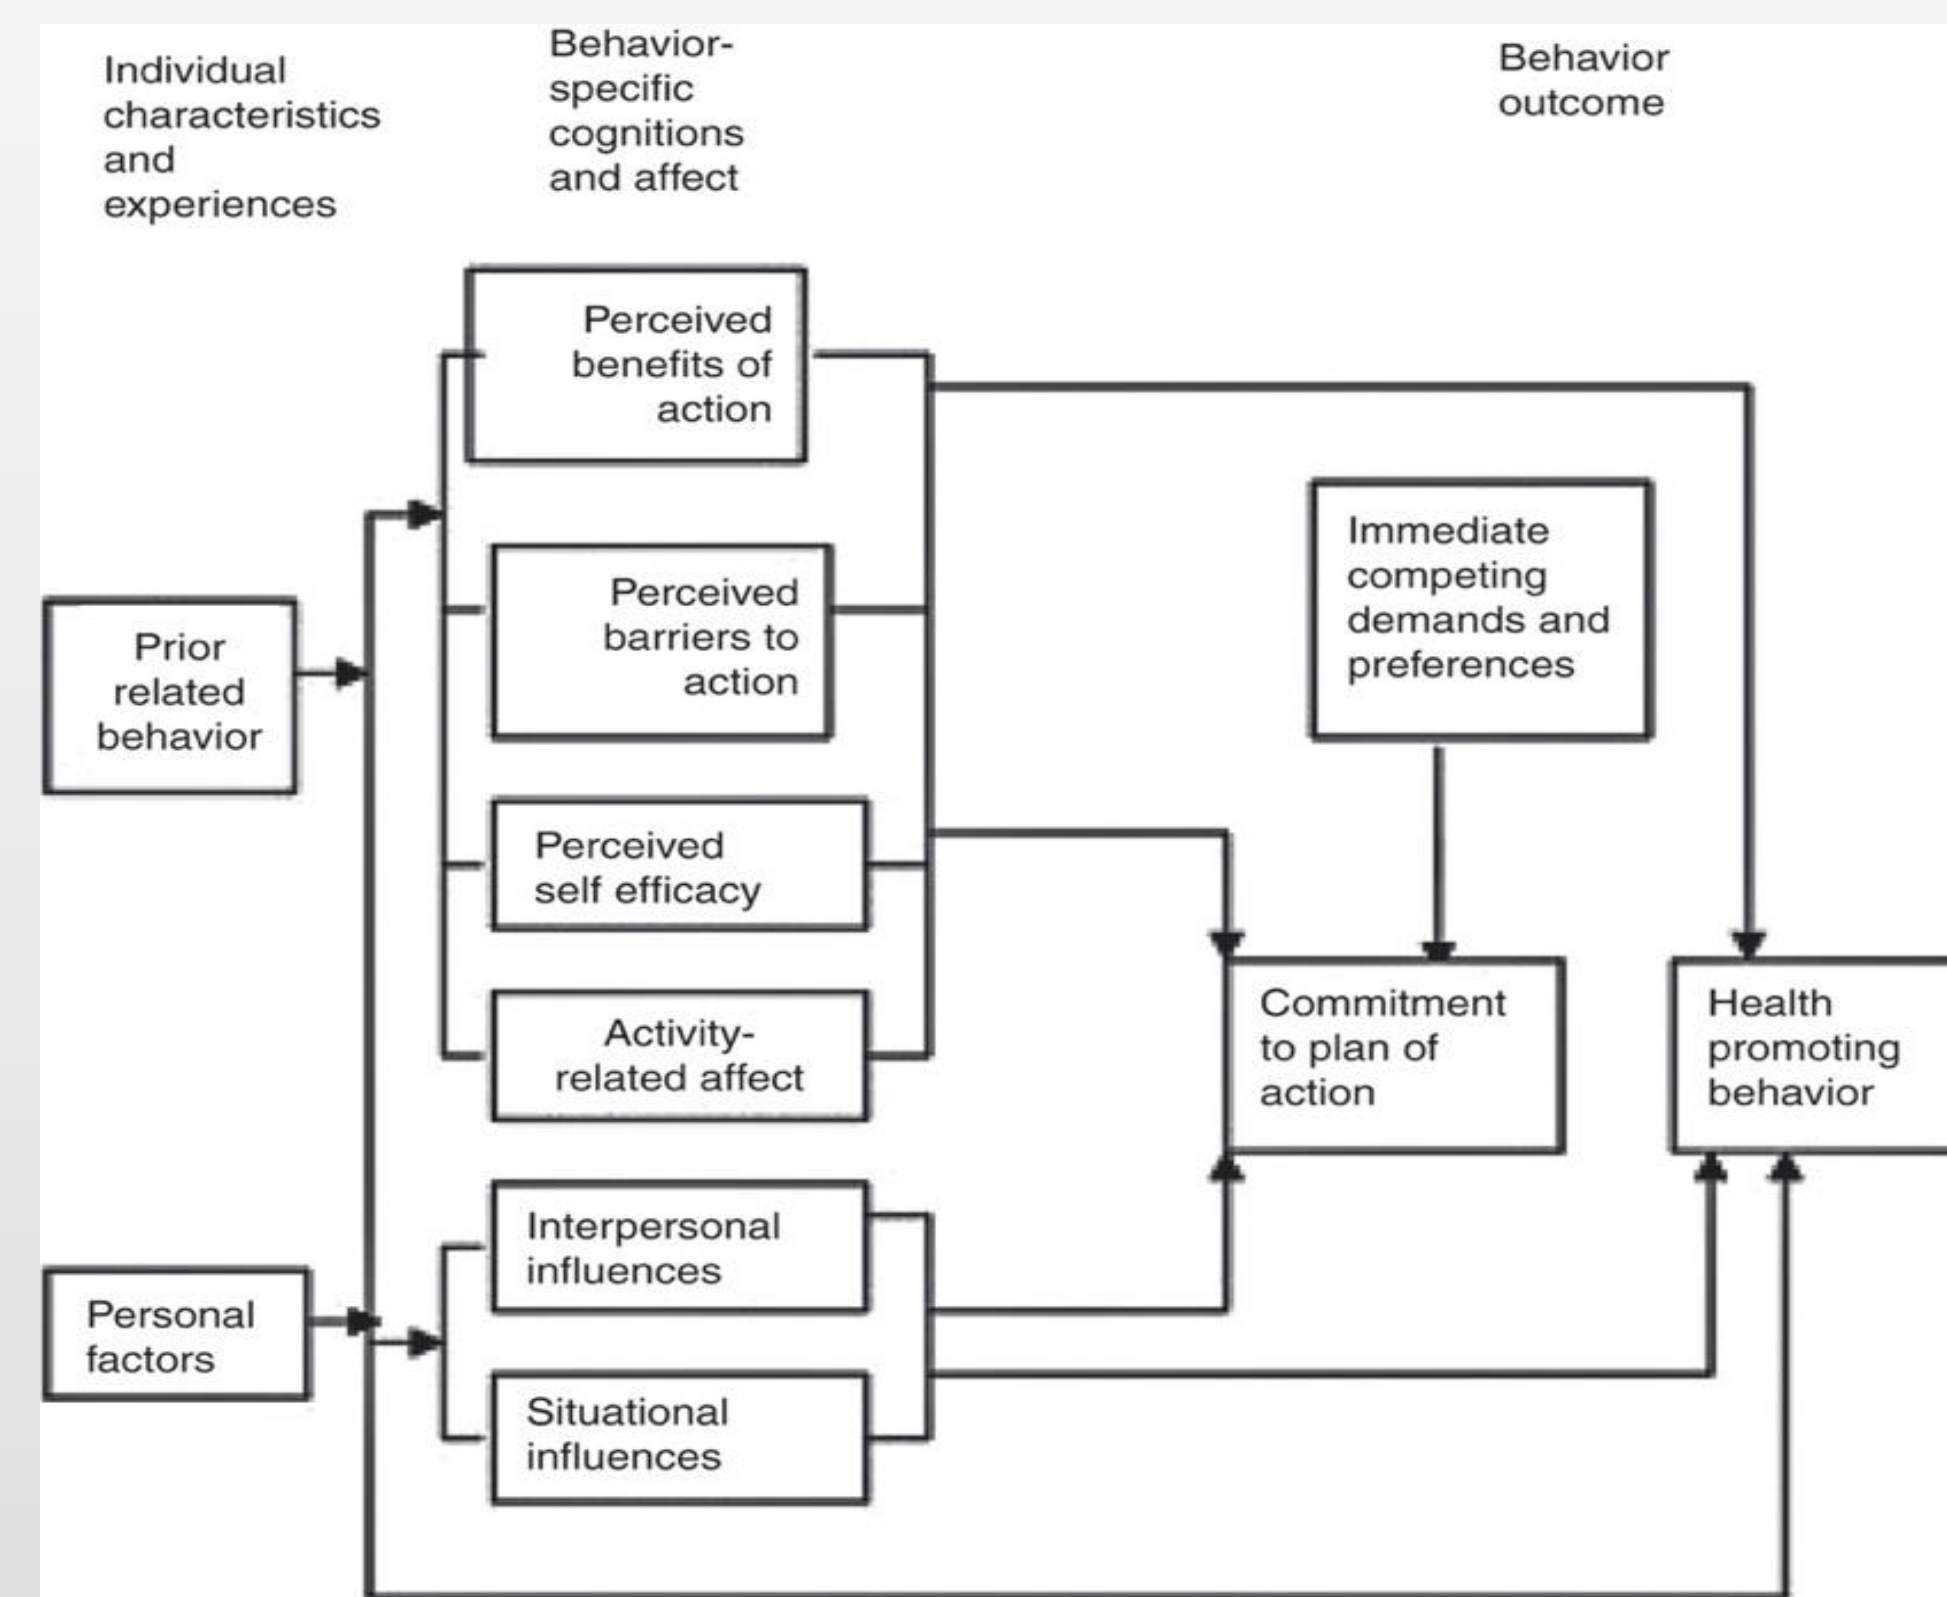 Individual
characteristics
and
experiences
Behavior-
specific
cognitions
and affect
Behavior
outcome
Perceived
benefits of
action
Perceived
barriers to
action
Immediate
competing
demands and
preferences
Prior
related
behavior
Perceived
self efficacy
Activity-
related affect
Commitment
to plan of
action
Health
promoting
behavior
Interpersonal
influences
Personal
factors
Situational
influences